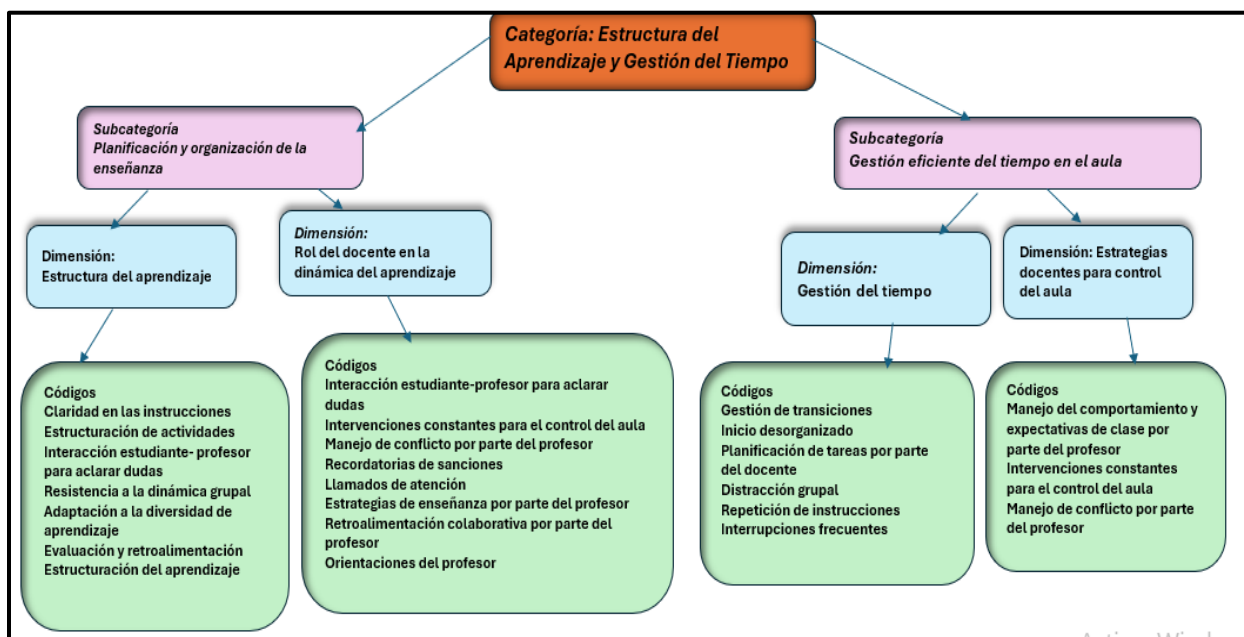 Categoría: Estructura del
Aprendizaje y Gestión del Tiempo
Subcategoría
Planificación y organización de la
enseñanza
Subcategoría
Gestión eficiente del tiempo en el aula
Dimensión:
Estructura del aprendizaje
Dimensión:
Rol del docente en la
dinámica del aprendizaje
Dimensión:
Gestión del tiempo
Dimensión: Estrategias
docentes para control
del aula
Códigos
Claridad en las instrucciones
Estructuración de actividades
Interacción estudiante- profesor
para aclarar dudas
Resistencia a la dinámica grupal
Adaptación a la diversidad de
aprendizaje
Evaluación y retroalimentación
Estructuración del aprendizaje
Códigos
Interacción estudiante-profesor para aclarar
dudas
Intervenciones constantes para el control del aula
Manejo de conflicto por parte del profesor
Recordatorias de sanciones
Llamados de atención
Estrategias de enseñanza por parte del profesor
Retroalimentación colaborativa por parte del
profesor
Orientaciones del profesor
Códigos
Gestión de transiciones
Inicio desorganizado
Planificación de tareas por parte
del docente
Distracción grupal
Repetición de instrucciones
Interrupciones frecuentes
Códigos
Manejo del comportamiento y
expectativas de clase por
parte del profesor
Intervenciones constantes
para el control del aula
Manejo de conflicto por parte
del profesor